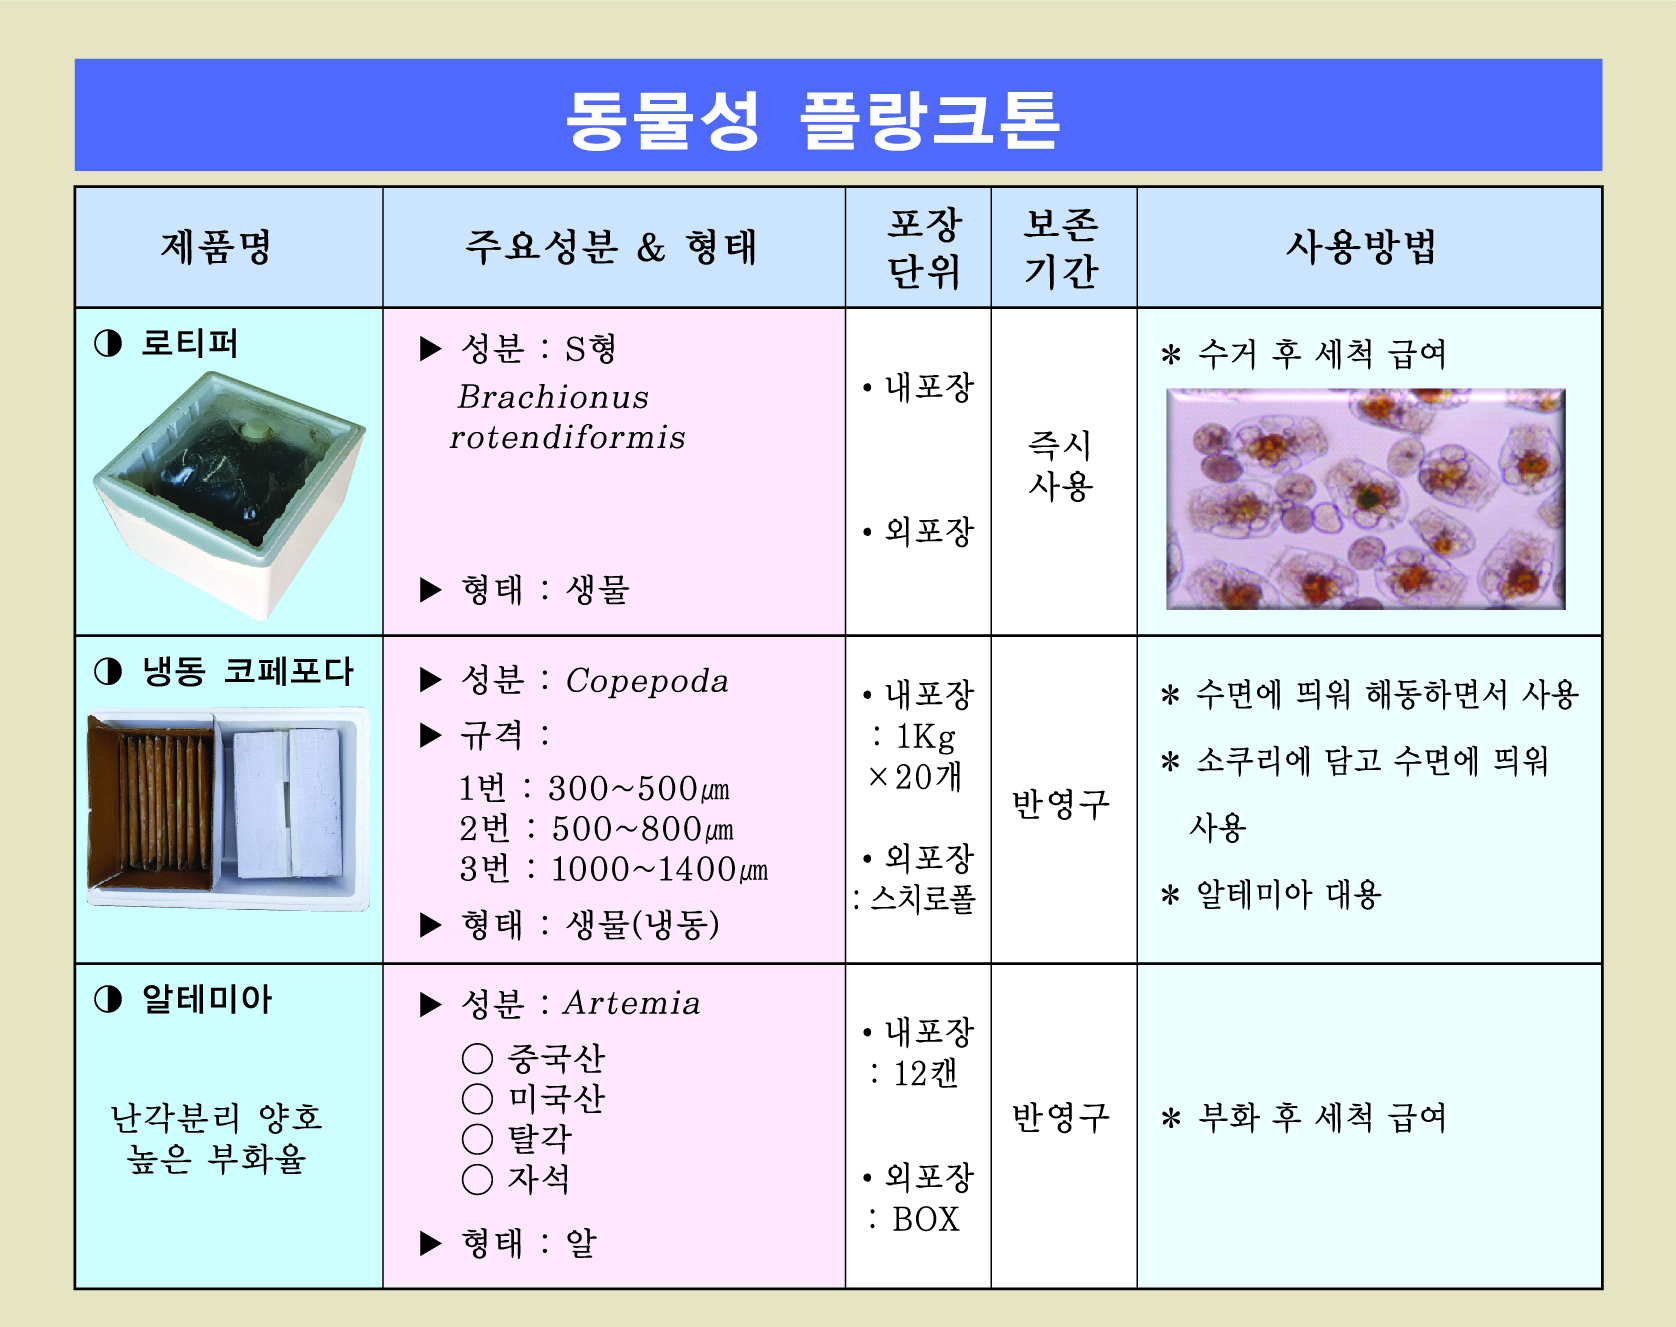 동물성 플랑크톤
제품명
주요성분 & 형태
포장
단위
보존
기간
사용방법
◑ 로티퍼
▶ 성분 : S형
Brachionus
rotendiformis
▶ 형태 : 생물
• 내포장
• 외포장
즉시
사용
* 수거 후 세척 급여
◑ 냉동 코페포다
▶ 성분 : Copepoda
▶ 규격 :
1번 : 300~500㎛
2번 : 500~800㎛
3번 : 1000~1400㎛
▶ 형태 : 생물(냉동)
• 내포장
: 1Kg
×20개
• 외포장
: 스치로폴
반영구
* 수면에 띄워 해동하면서 사용
* 소쿠리에 담고 수면에 띄워
사용
* 알테미아 대용
◑ 알테미아
난각분리 양호
높은 부화율
▶ 성분 : Artemia
○ 중국산
○ 미국산
○ 탈각
○ 자석
▶ 형태 : 알
• 내포장
: 12캔
• 외포장
: BOX
반영구
* 부화 후 세척 급여